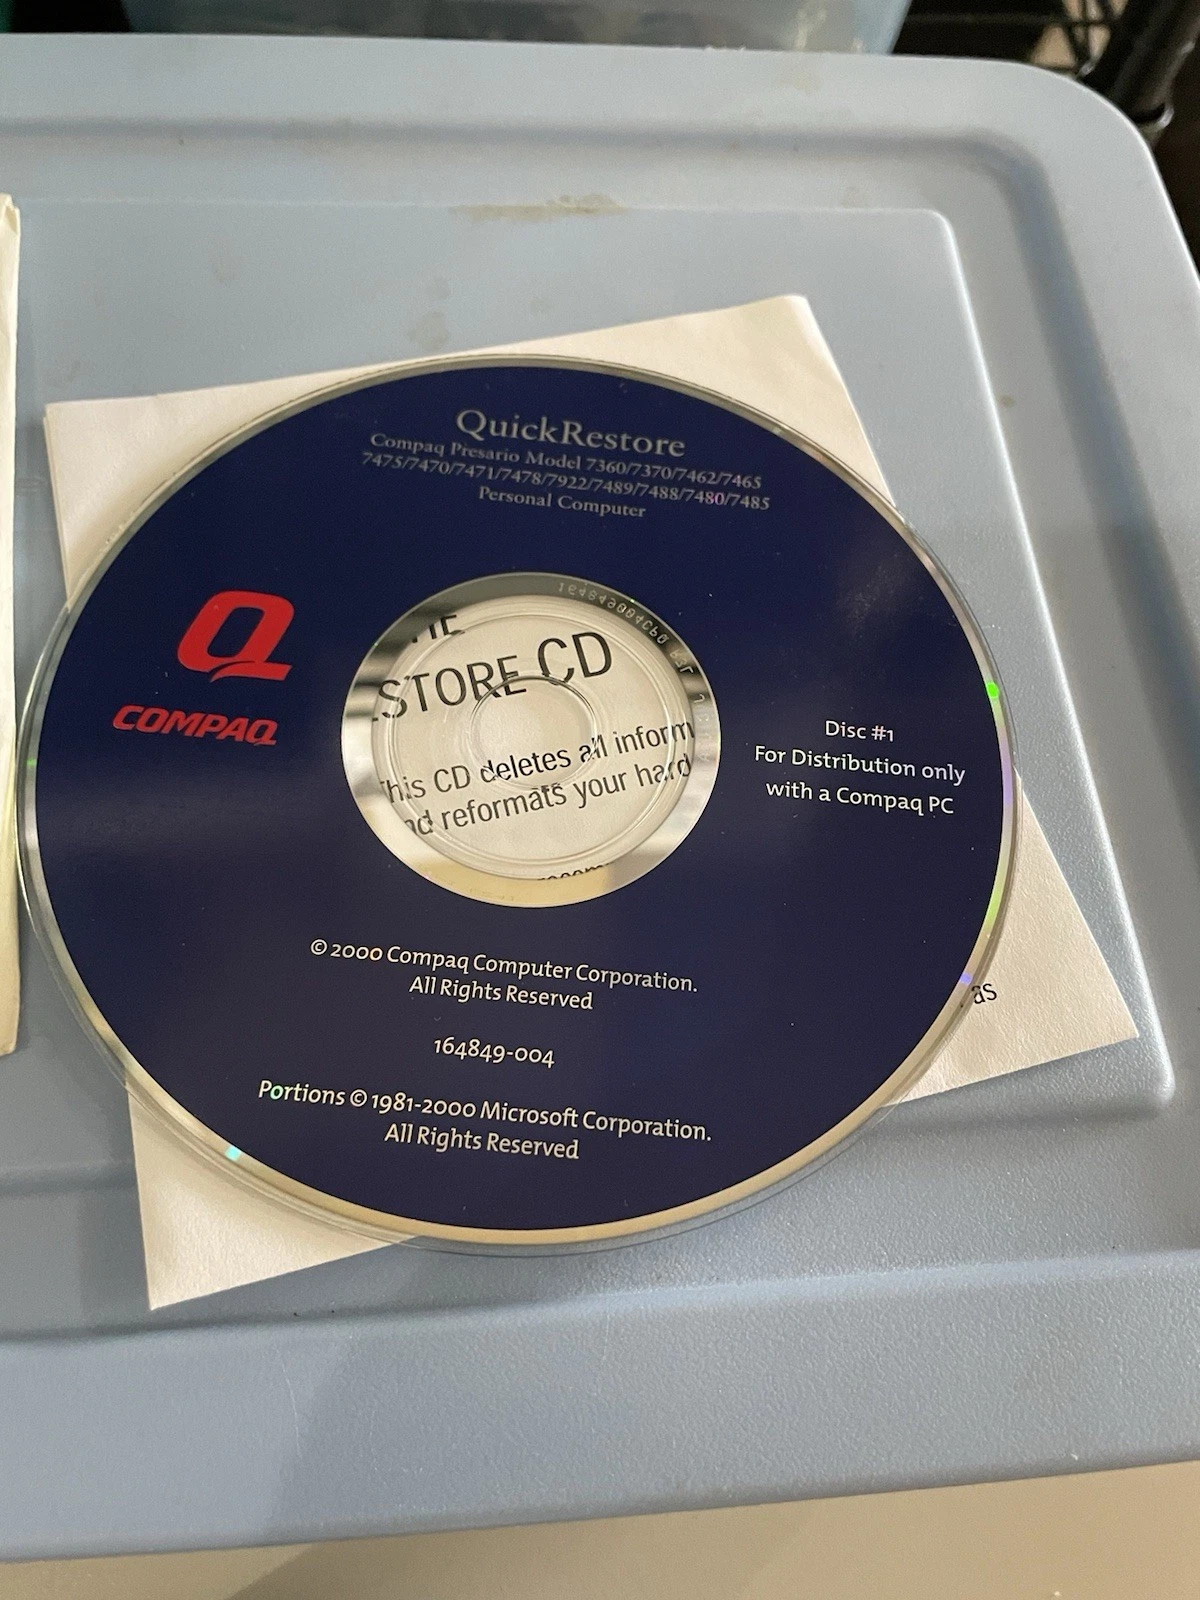 QuickRestore
Compaq Presario Model 7360/7370/7462/7465
7475/7470/7471/7478/7922/7489/7488/7480/7485
Personal Computer
Q
COMPAQ
STORE CD
his CD deletes all inform
nd reformats your hard
Disc #1
For Distribution only
with a Compaq PC
© 2000 Compaq Computer Corporation.
All Rights Reserved
as
164849-004
Portions © 1981-2000 Microsoft Corporation.
All Rights Reserved